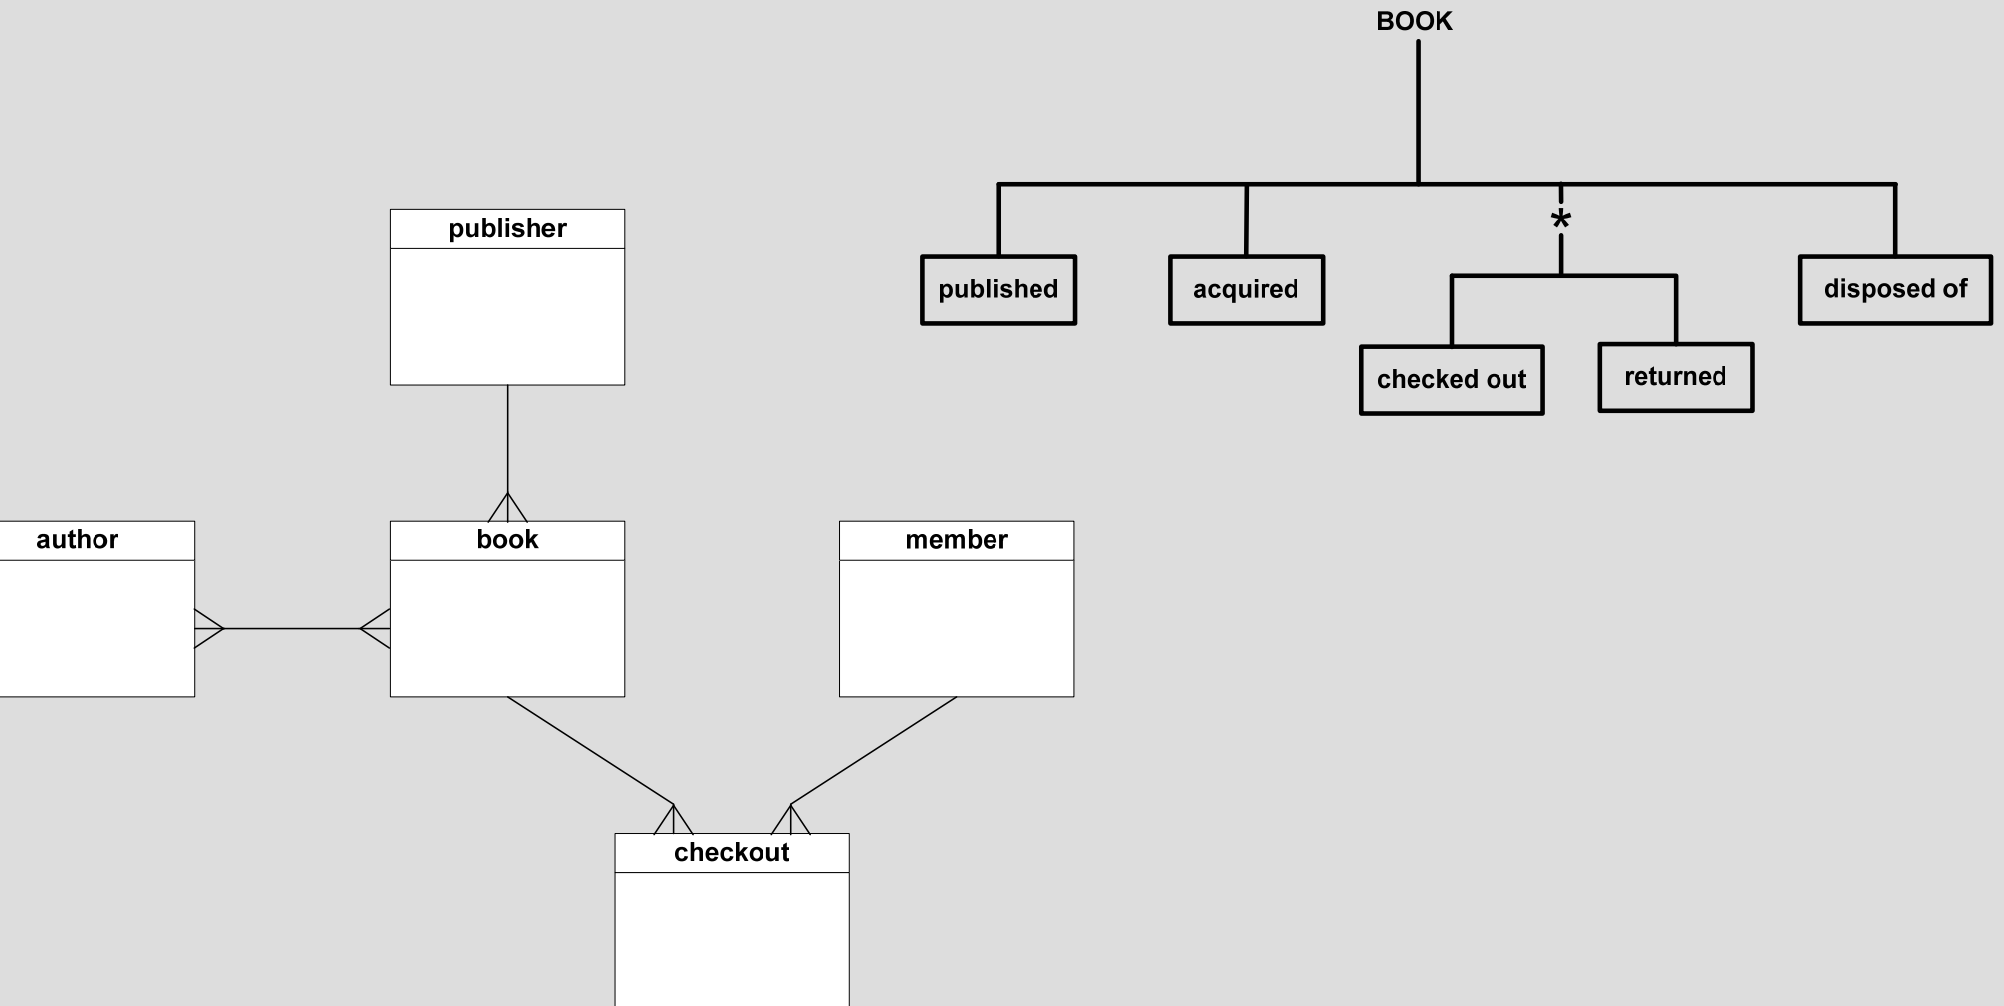 BOOK
publisher
published
acquired
*
disposed of
checked out
returned
author
book
member
checkout